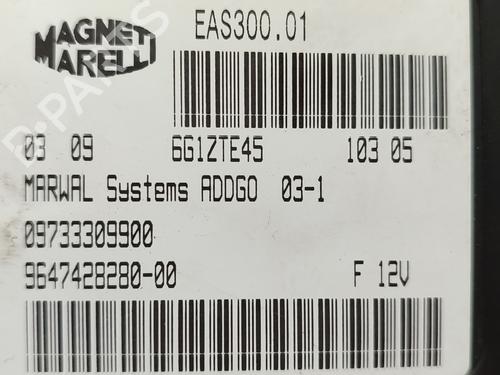 MAGNETI MARELLI
EAS300.01
03 09 6G1ZTE45 103 05
MARWAL Systems ADDGO 03-1
09733309900
9647428280-00 F 12V